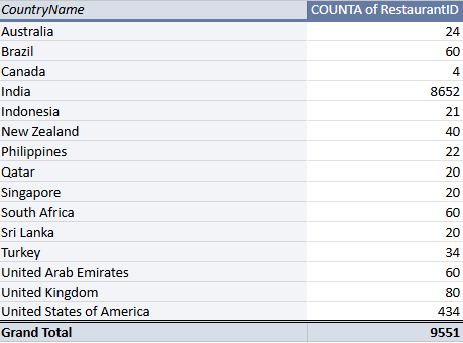 CountryName COUNTA of RestaurantID
Australia 24
Brazil 60
Canada 4
India 8652
Indonesia 21
New Zealand 40
Philippines 22
Qatar 20
Singapore 20
South Africa 60
Sri Lanka 20
Turkey 34
United Arab Emirates 60
United Kingdom 80
United States of America 434
Grand Total 9551